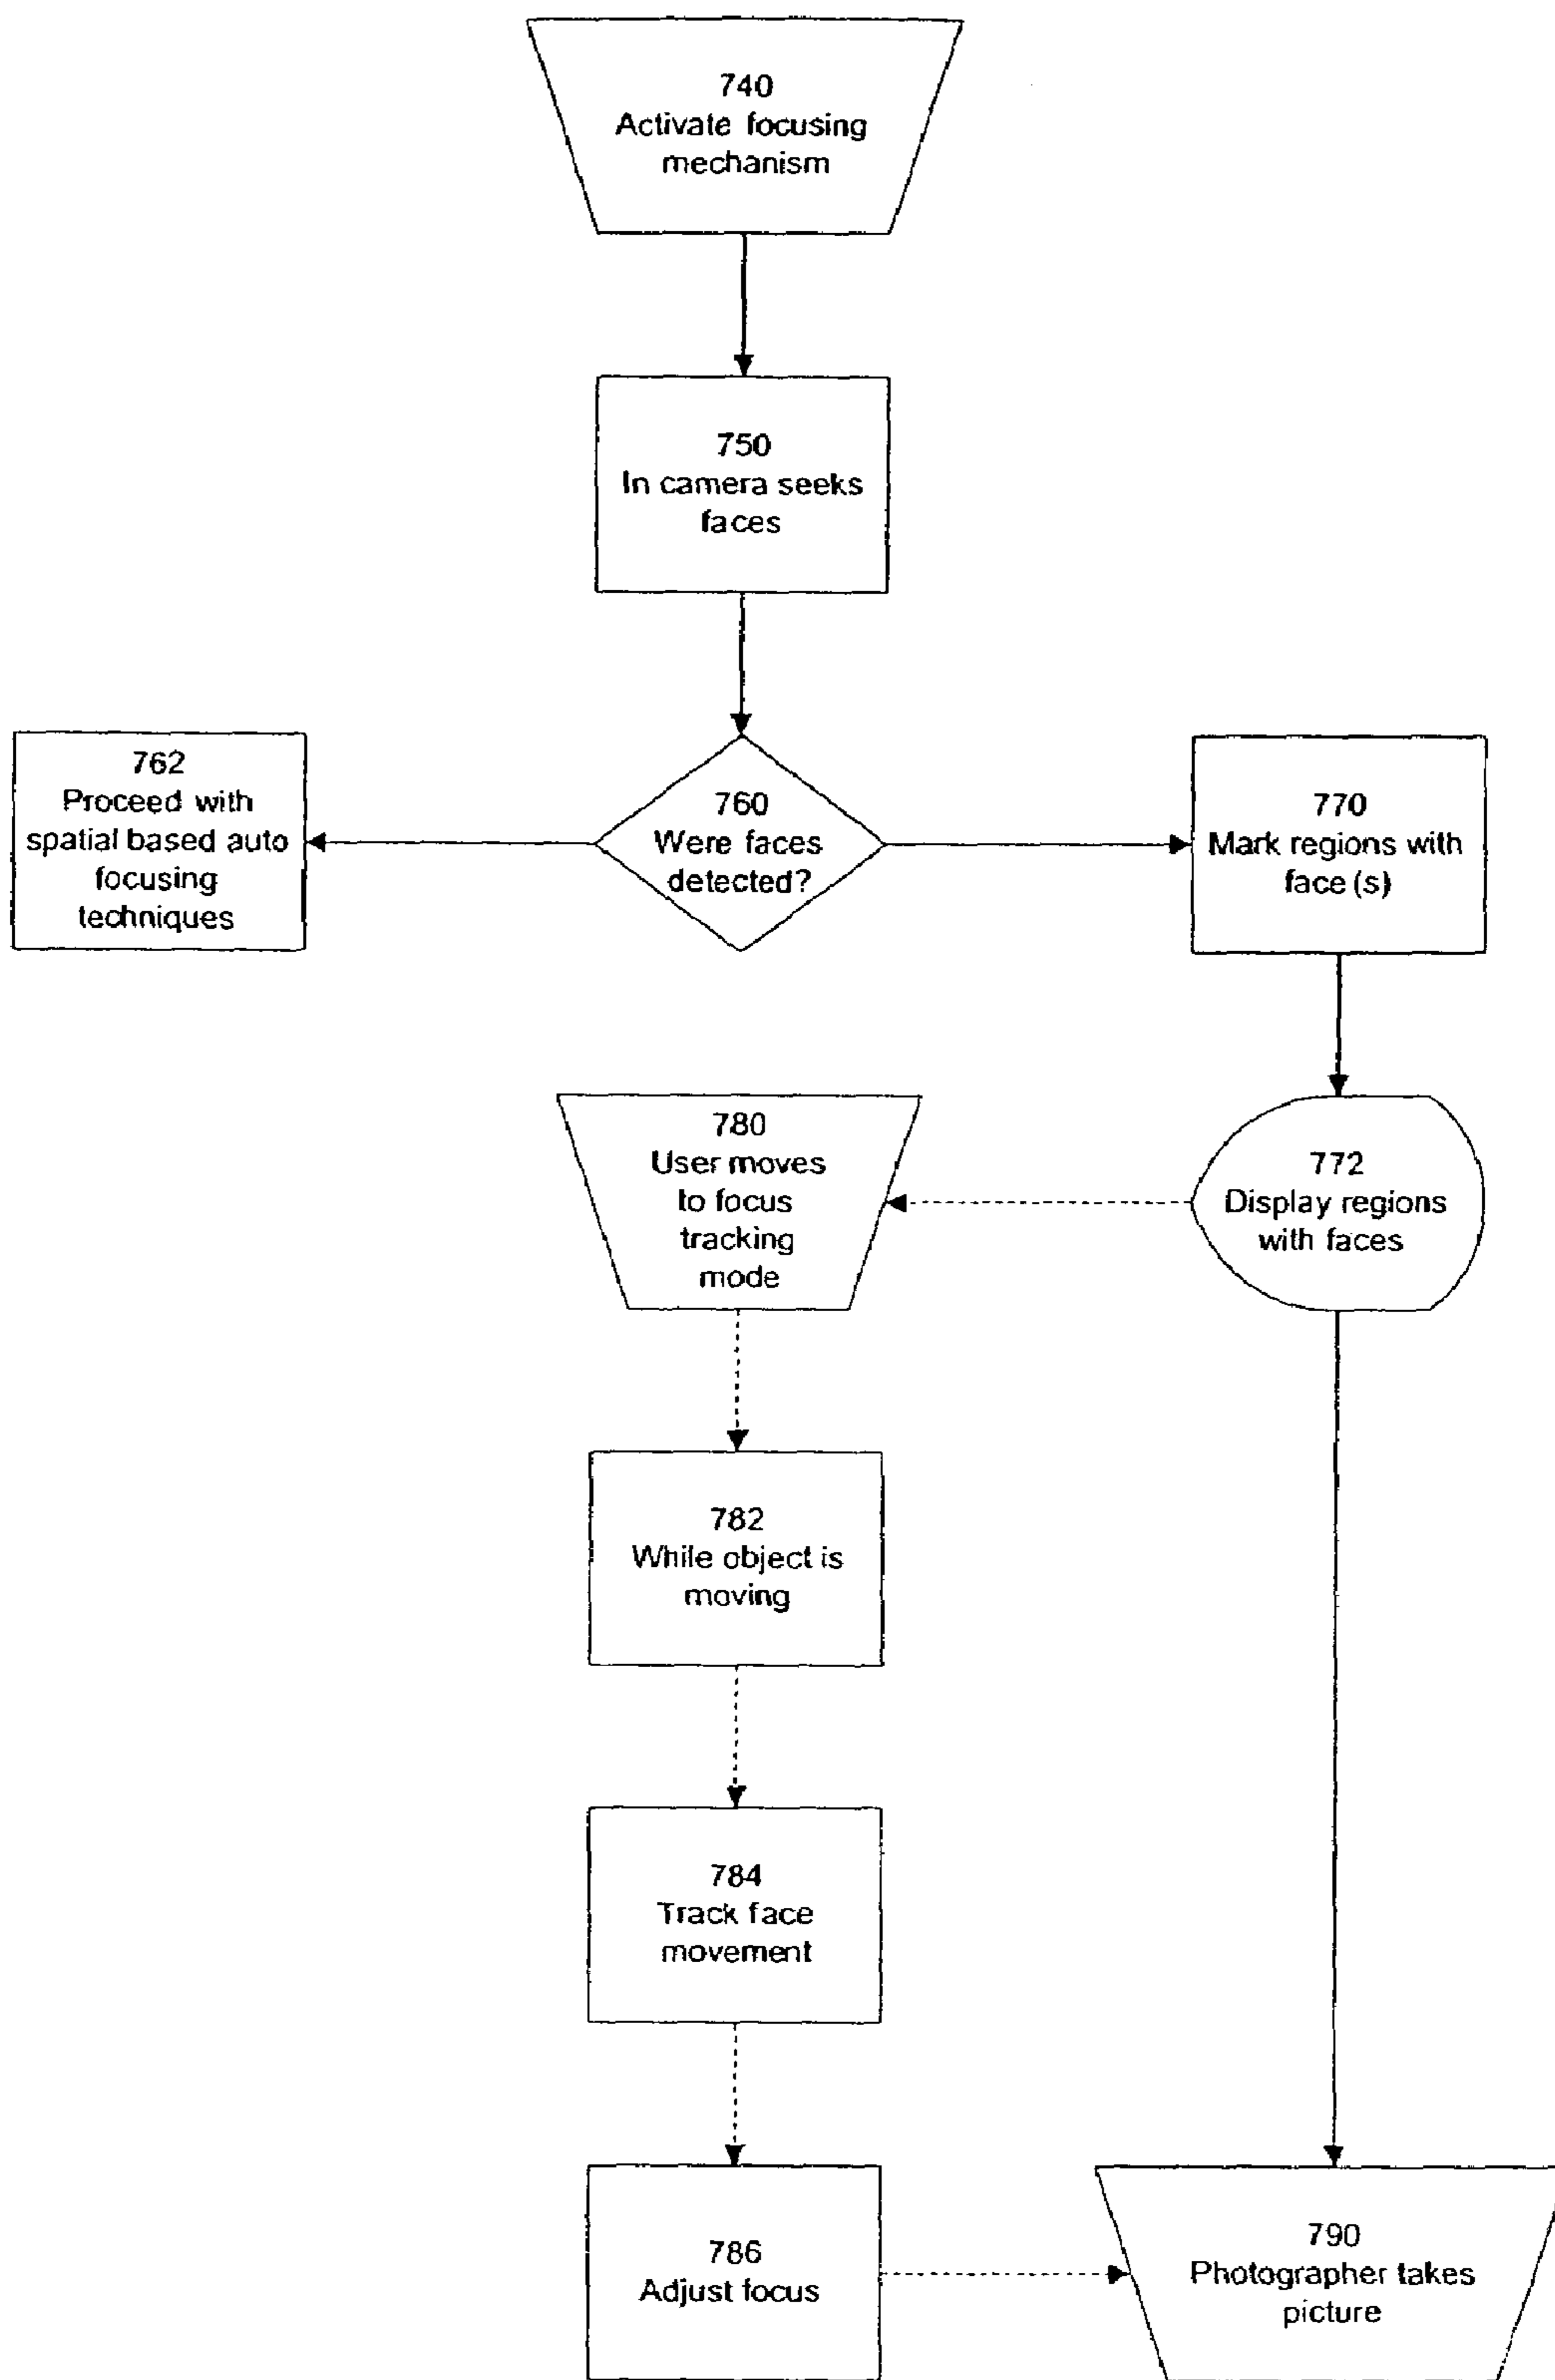 740
Activate focusing
mechanism
750
In camera seeks
faces
762
Proceed with
spatial based auto
focusing
techniques
760
Were faces
detected?
770
Mark regions with
face(s)
780
User moves
to focus
tracking
mode
772
Display regions
with faces
782
While object is
moving
784
Track face
movement
786
Adjust focus
790
Photographer takes
picture